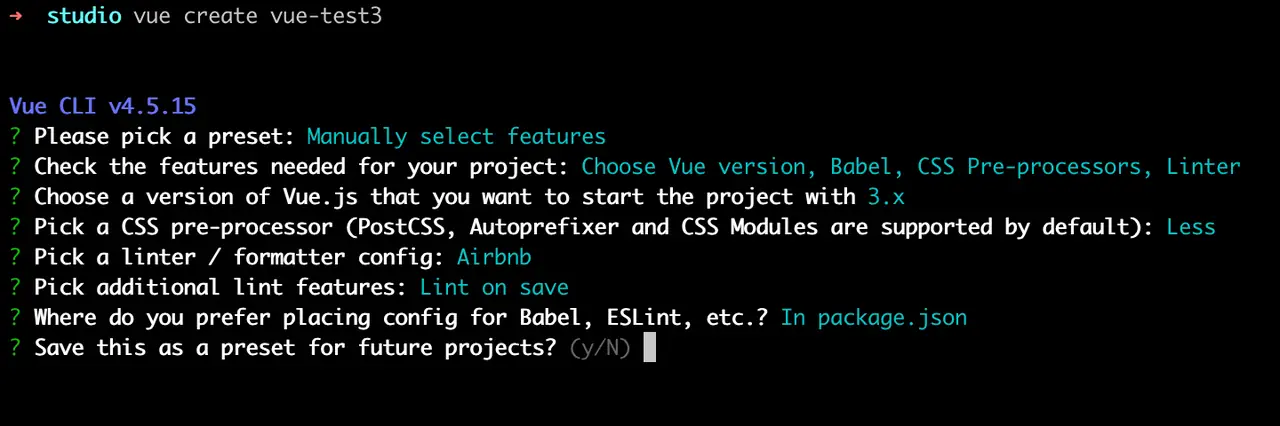 ➜ studio vue create vue-test3
Vue CLI v4.5.15
? Please pick a preset: Manually select features
? Check the features needed for your project: Choose Vue version, Babel, CSS Pre-processors, Linter
? Choose a version of Vue.js that you want to start the project with 3.x
? Pick a CSS pre-processor (PostCSS, Autoprefixer and CSS Modules are supported by default): Less
? Pick a linter / formatter config: Airbnb
? Pick additional lint features: Lint on save
? Where do you prefer placing config for Babel, ESLint, etc.? In package.json
? Save this as a preset for future projects? (y/N)